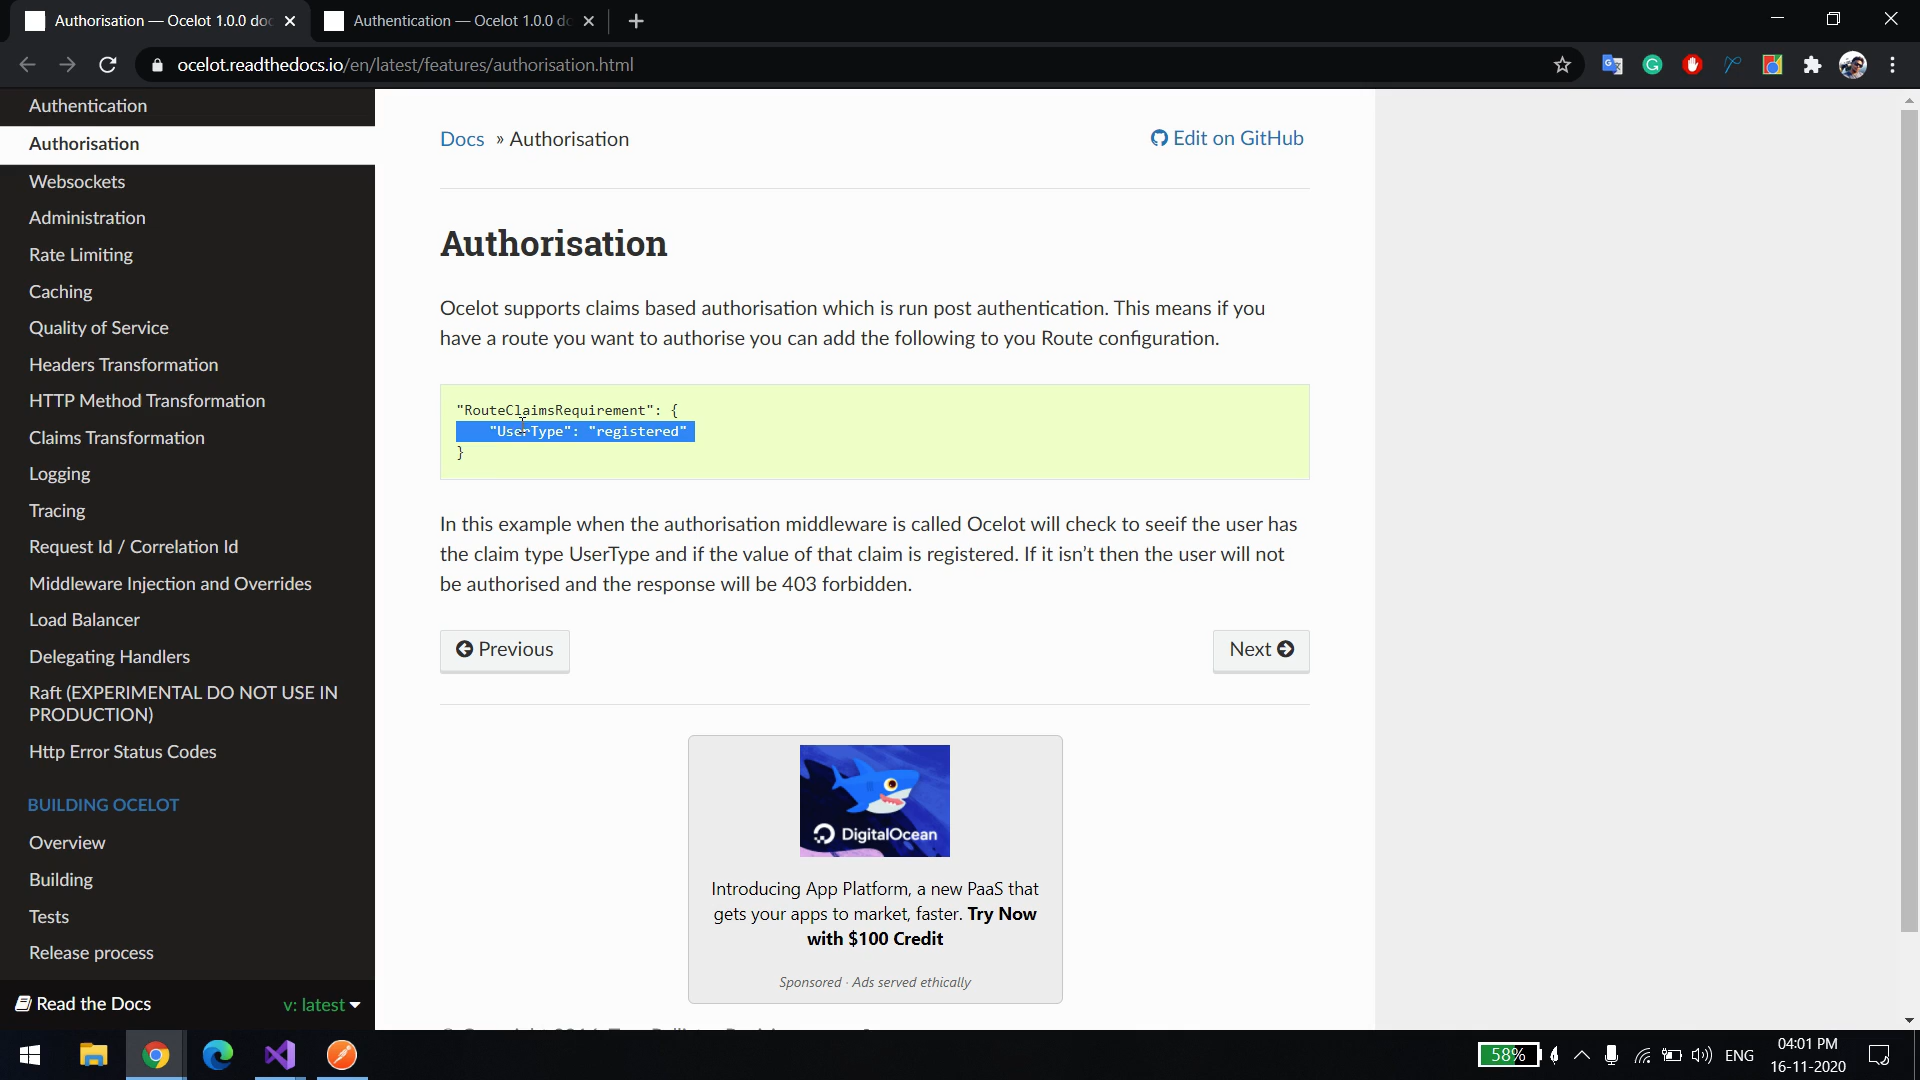 Authorisation — Ocelot 1.0.0 doc
Authentication — Ocelot 1.0.0 do
ocelot.readthedocs.io/en/latest/features/authorisation.html
Authentication
Authorisation
Websockets
Administration
Rate Limiting
Caching
Quality of Service
Headers Transformation
HTTP Method Transformation
Claims Transformation
Logging
Tracing
Request Id / Correlation Id
Middleware Injection and Overrides
Load Balancer
Delegating Handlers
Raft (EXPERIMENTAL DO NOT USE IN
PRODUCTION)
Http Error Status Codes
BUILDING OCELOT
Overview
Building
Tests
Release process
Read the Docs
v: latest
Docs » Authorisation
Edit on GitHub
Authorisation
Ocelot supports claims based authorisation which is run post authentication. This means if you
have a route you want to authorise you can add the following to you Route configuration.
"RouteClaimsRequirement": {
"UserType": "registered"
}
In this example when the authorisation middleware is called Ocelot will check to seeif the user has
the claim type UserType and if the value of that claim is registered. If it isn't then the user will not
be authorised and the response will be 403 forbidden.
Previous
Next
DigitalOcean
Introducing App Platform, a new PaaS that
gets your apps to market, faster. Try Now
with $100 Credit
Sponsored · Ads served ethically
58%
ENG
04:01 PM
16-11-2020